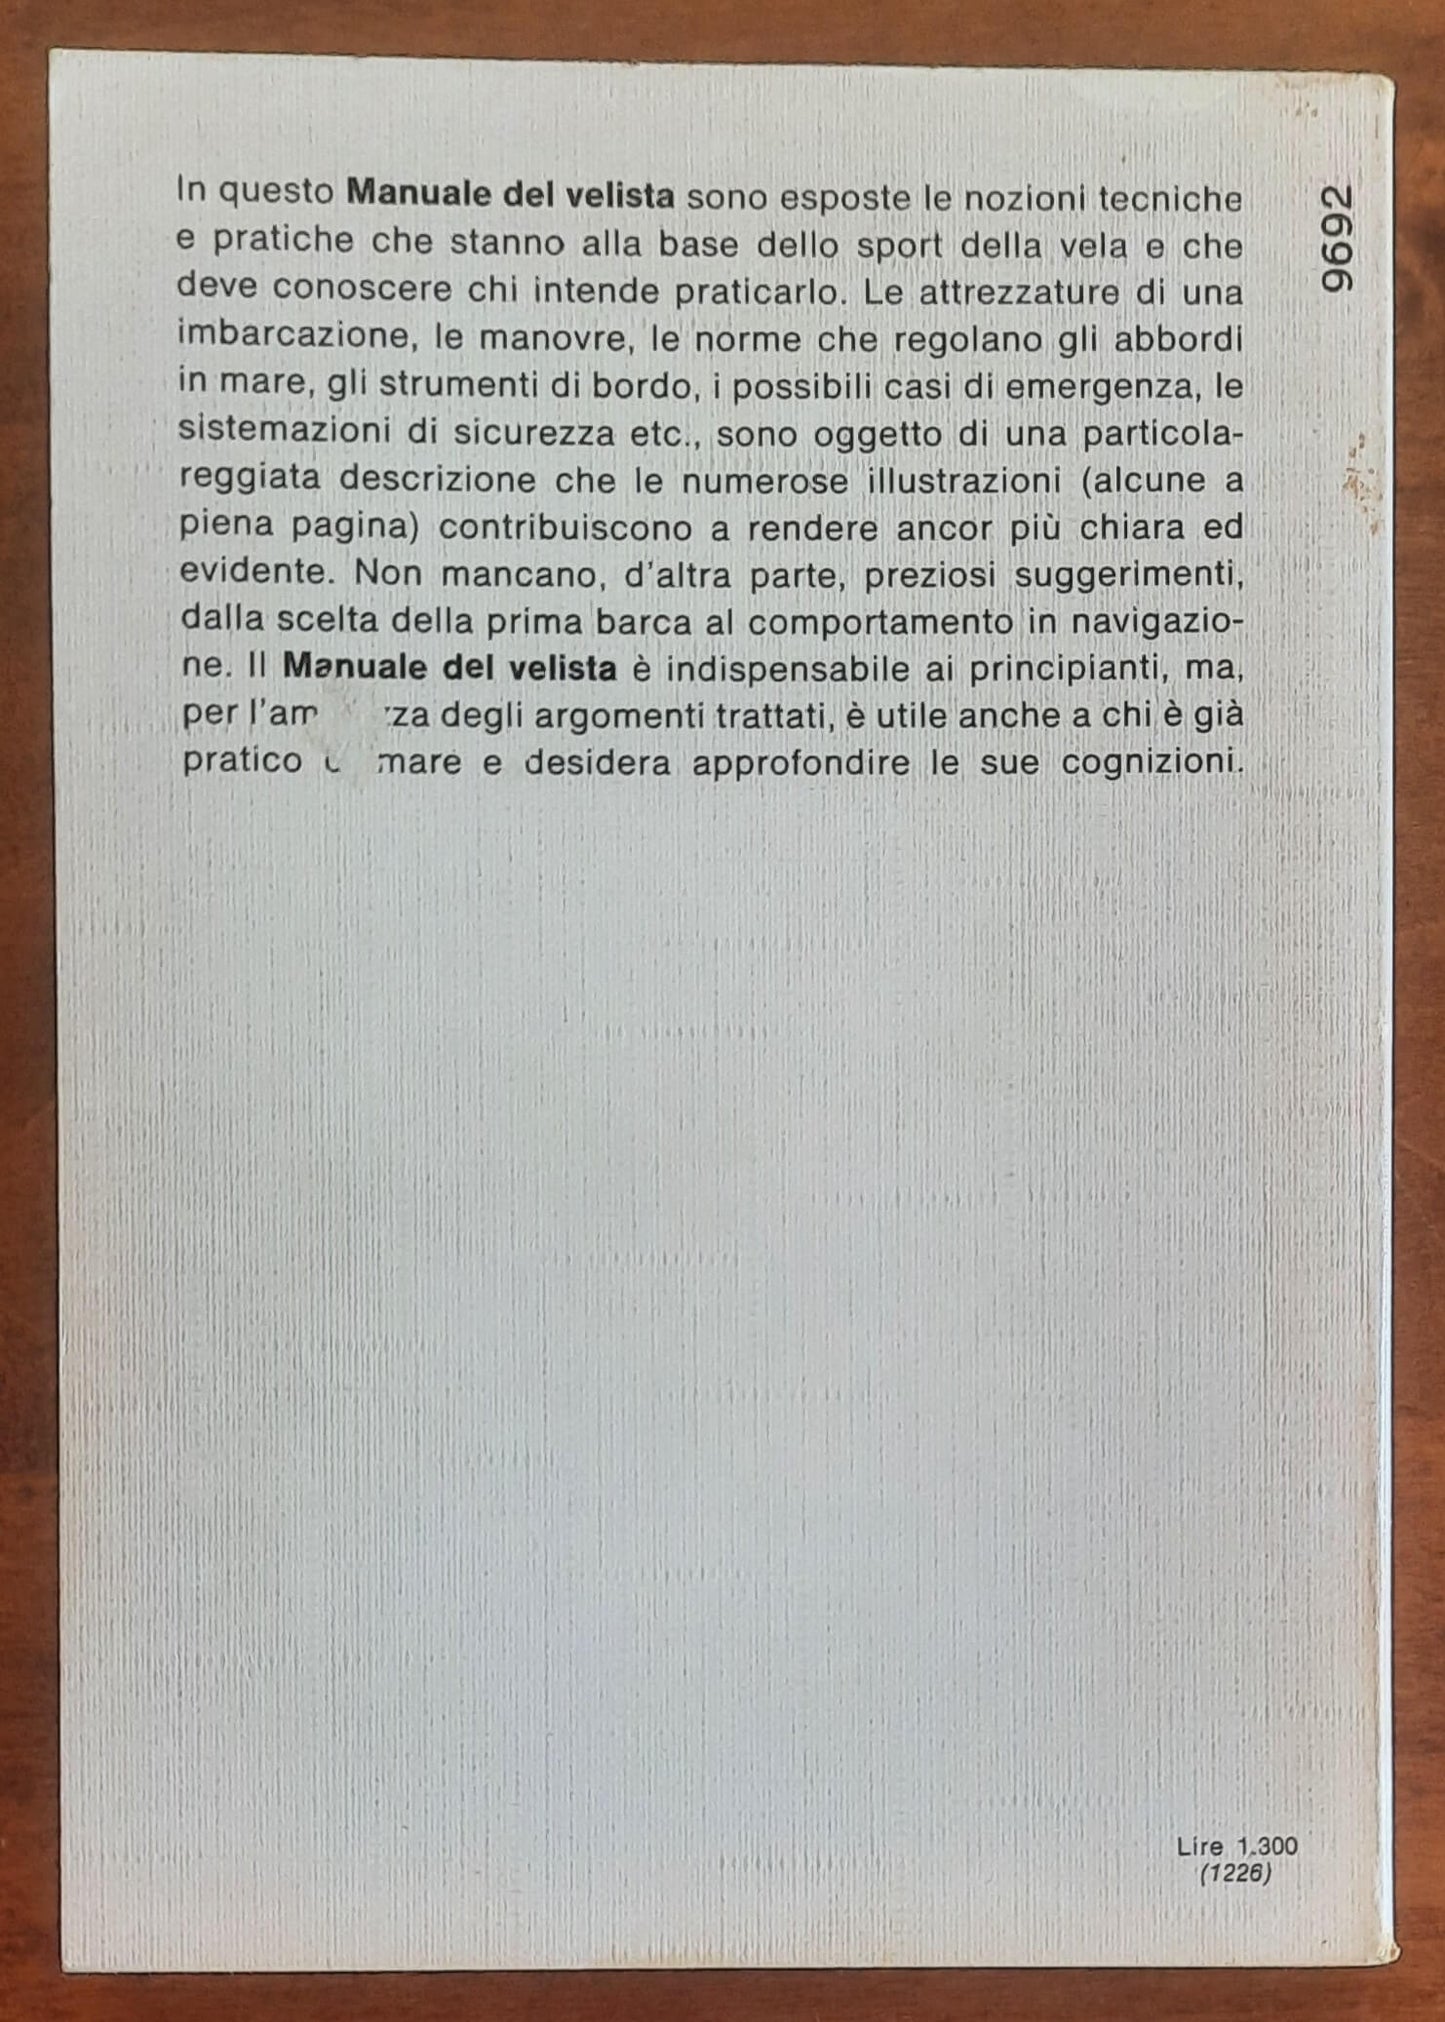 In questo Manuale del velista sono esposte le nozioni tecniche
e pratiche che stanno alla base dello sport della vela e che
deve conoscere chi intende praticarlo. Le attrezzature di una
imbarcazione, le manovre, le norme che regolano gli abbordi
in mare, gli strumenti di bordo, i possibili casi di emergenza, le
sistemazioni di sicurezza etc., sono oggetto di una particola-
reggiata descrizione che le numerose illustrazioni (alcune a
piena pagina) contribuiscono a rendere ancor più chiara ed
evidente. Non mancano, d'altra parte, preziosi suggerimenti,
dalla scelta della prima barca al comportamento in navigazio-
ne. Il Manuale del velista è indispensabile ai principianti, ma,
per degli argomenti trattati, è utile anche a chi è già
pratico mare e desidera approfondire le sue cognizioni.
9692
Lire 1.300
(1226)